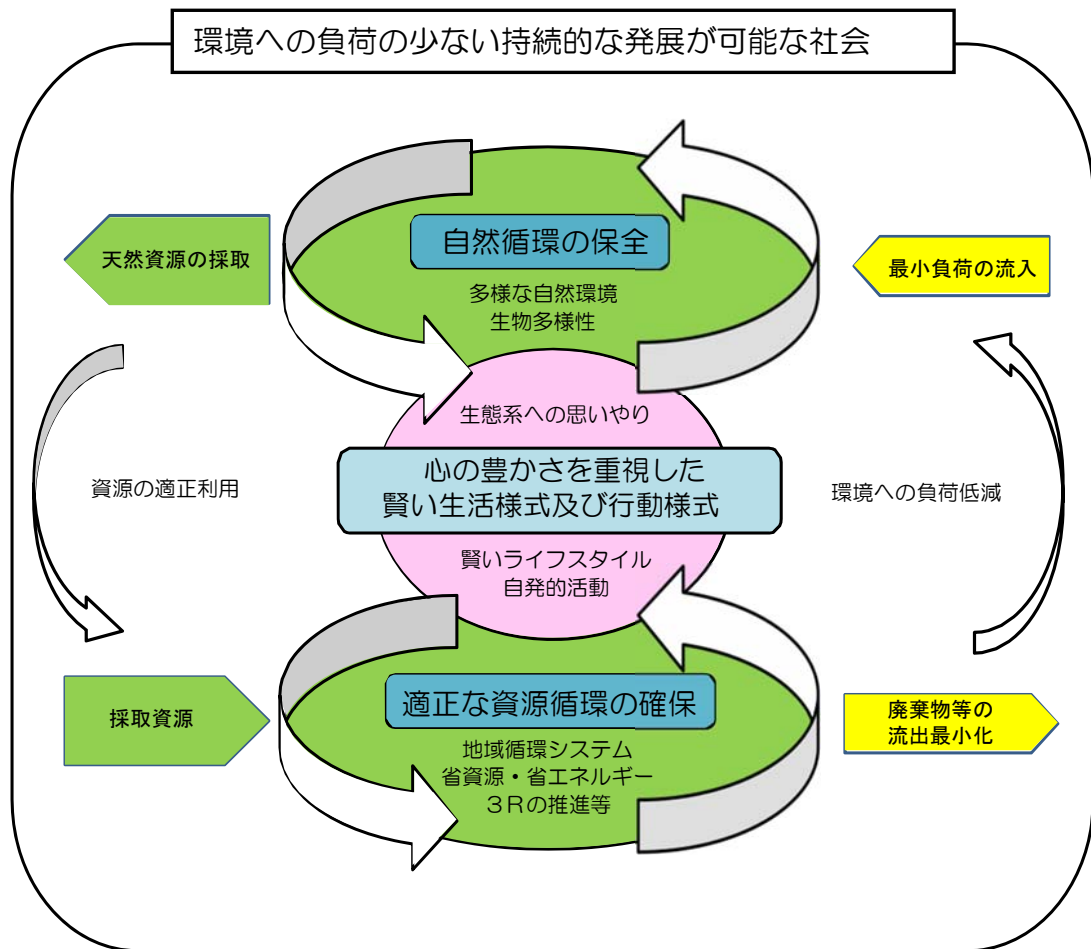 環境への負荷の少ない持続的な発展が可能な社会
自然循環の保全
天然資源の採取
最小負荷の流入
多様な自然環境
生物多様性
生態系への思いやり
心の豊かさを重視した
賢い生活様式及び行動様式
資源の適正利用
環境への負荷低減
賢いライフスタイル
自発的活動
適正な資源循環の確保
採取資源
廃棄物等の
流出最小化
地域循環システム
省資源・省エネルギー
３Rの推進等